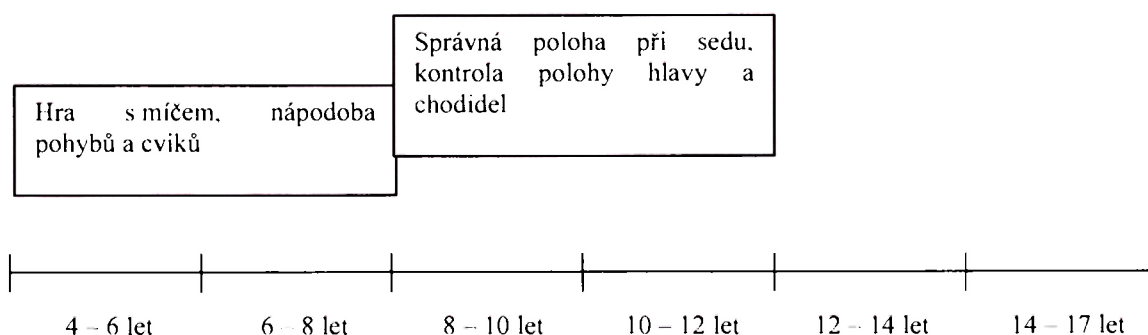 Správná poloha při sedu,
kontrola polohy hlavy a
chodidel
Hra s míčem, nápodoba
pohybů a cviků
4 – 6 let 6 – 8 let 8 – 10 let 10 – 12 let 12 – 14 let 14 – 17 let